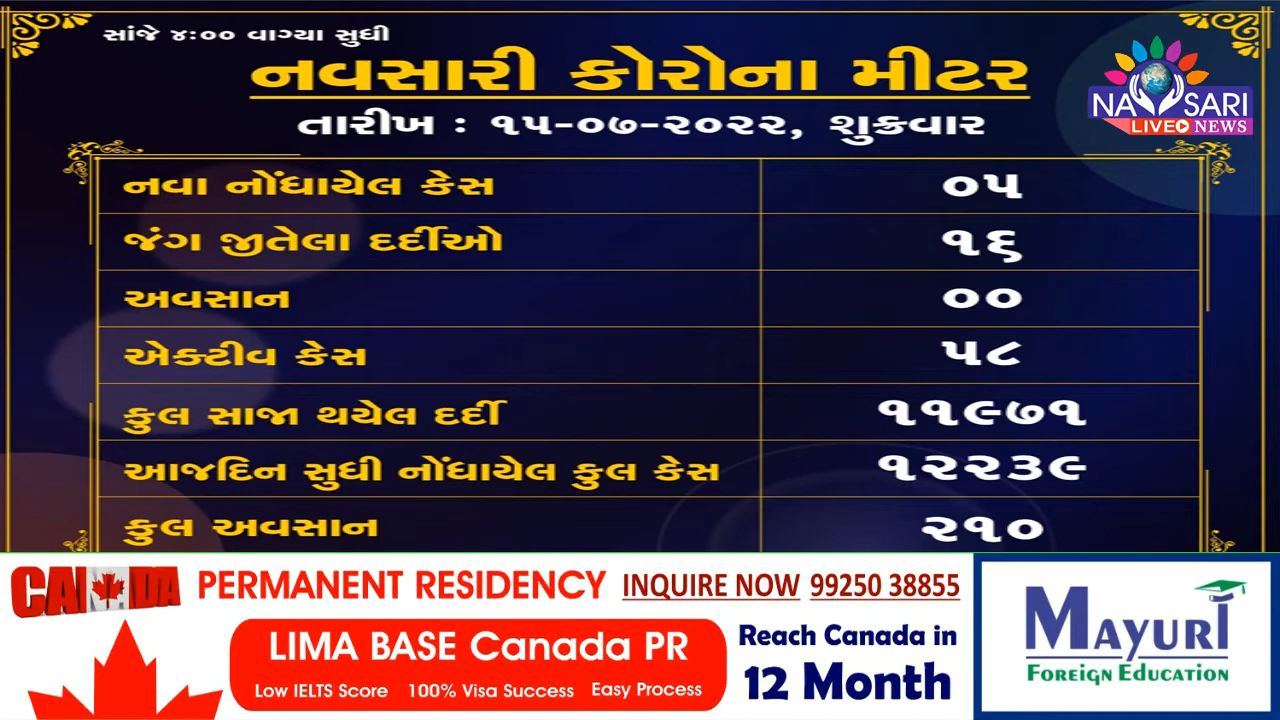 સાંજે ૪:૦૦ વાગ્યા સુધી
નવસારી કોરોના મીટર
તારીખ : ૧૫-૦૭-૨૦૨૨, શુક્રવાર
NAVSARI
LIVE NEWS
નવા નોંધાયેલ કેસ ૦૫
જંગ જીતેલા દર્દીઓ ૧૬
અવસાન ૦૦
એક્ટીવ કેસ ૫૮
કુલ સાજા થયેલ દર્દી ૧૧૯૭૧
આજદિન સુધી નોંધાયેલ કુલ કેસ ૧૨૨૩૯
કુલ અવસાન ૨૧૦
CANADA PERMANENT RESIDENCY INQUIRE NOW 99250 38855
LIMA BASE Canada PR
Low IELTS Score 100% Visa Success Easy Process
Reach Canada in
12 Month
MAYURI
FOREIGN EDUCATION